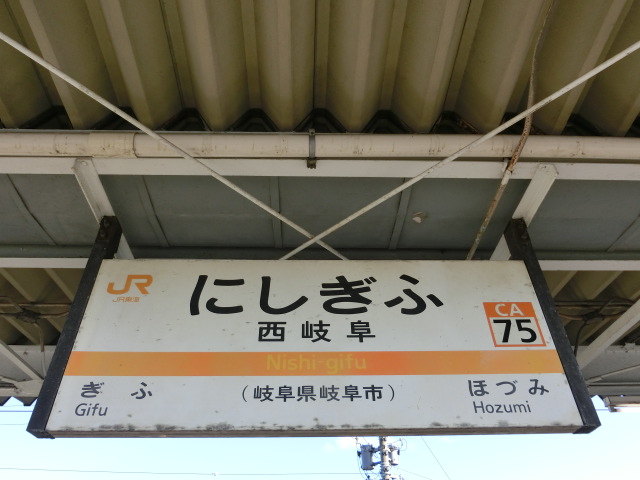 JR
JR東海
にしぎふ
西岐阜
CA
75
Nishi-gifu
ぎふ
Gifu
（岐阜県岐阜市）
ほづみ
Hozumi